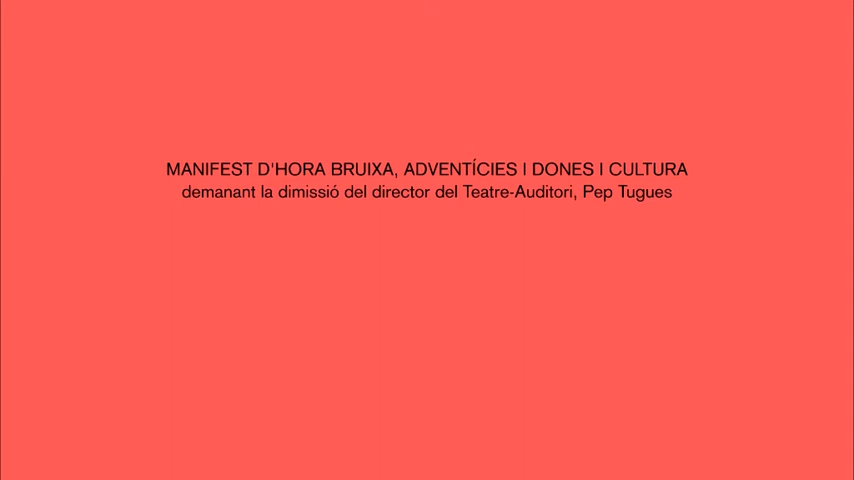 MANIFEST D'HORA BRUIXA, ADVENTÍCIES I DONES I CULTURA
demanant la dimissió del director del Teatre-Auditori, Pep Tugues